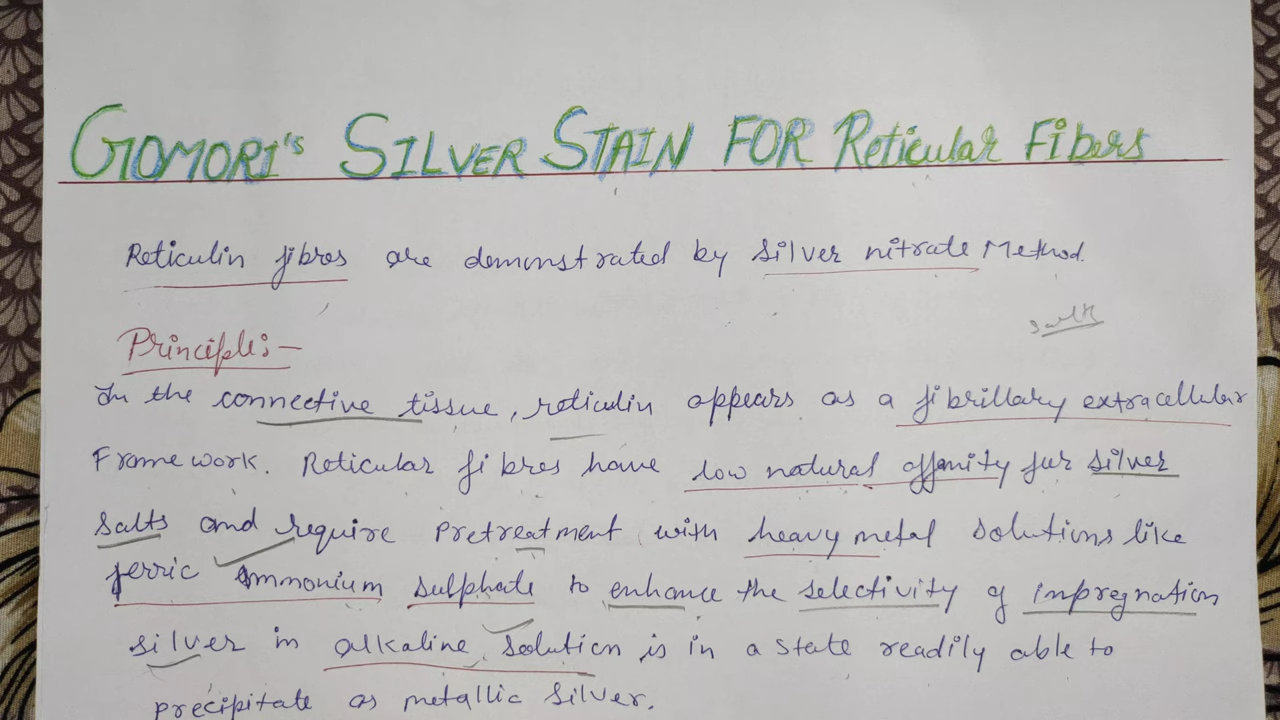 GOMORI's SILVER STAIN FOR Reticular Fibers
Reticulin fibres are demonstrated by Silver nitrate Method.
salts
Principle:-
In the connective tissue, reticulin appears as a fibrillary extracellular
Framework. Reticular fibres have low natural affinity for silver
salts and require pretreatment with heavy metal solutions like
ferric ammonium sulphate to enhance the selectivity of impregnation
silver in alkaline solution is in a state readily able to
precipitate as metallic silver.